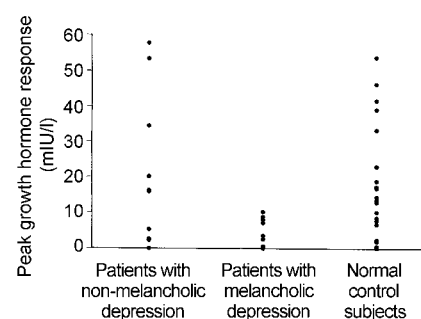 Peak growth hormone response
(mIU/l)
60
50
40
30
20
10
0
Patients with
non-melancholic
depression
Patients with
melancholic
depression
Normal
control
subjects